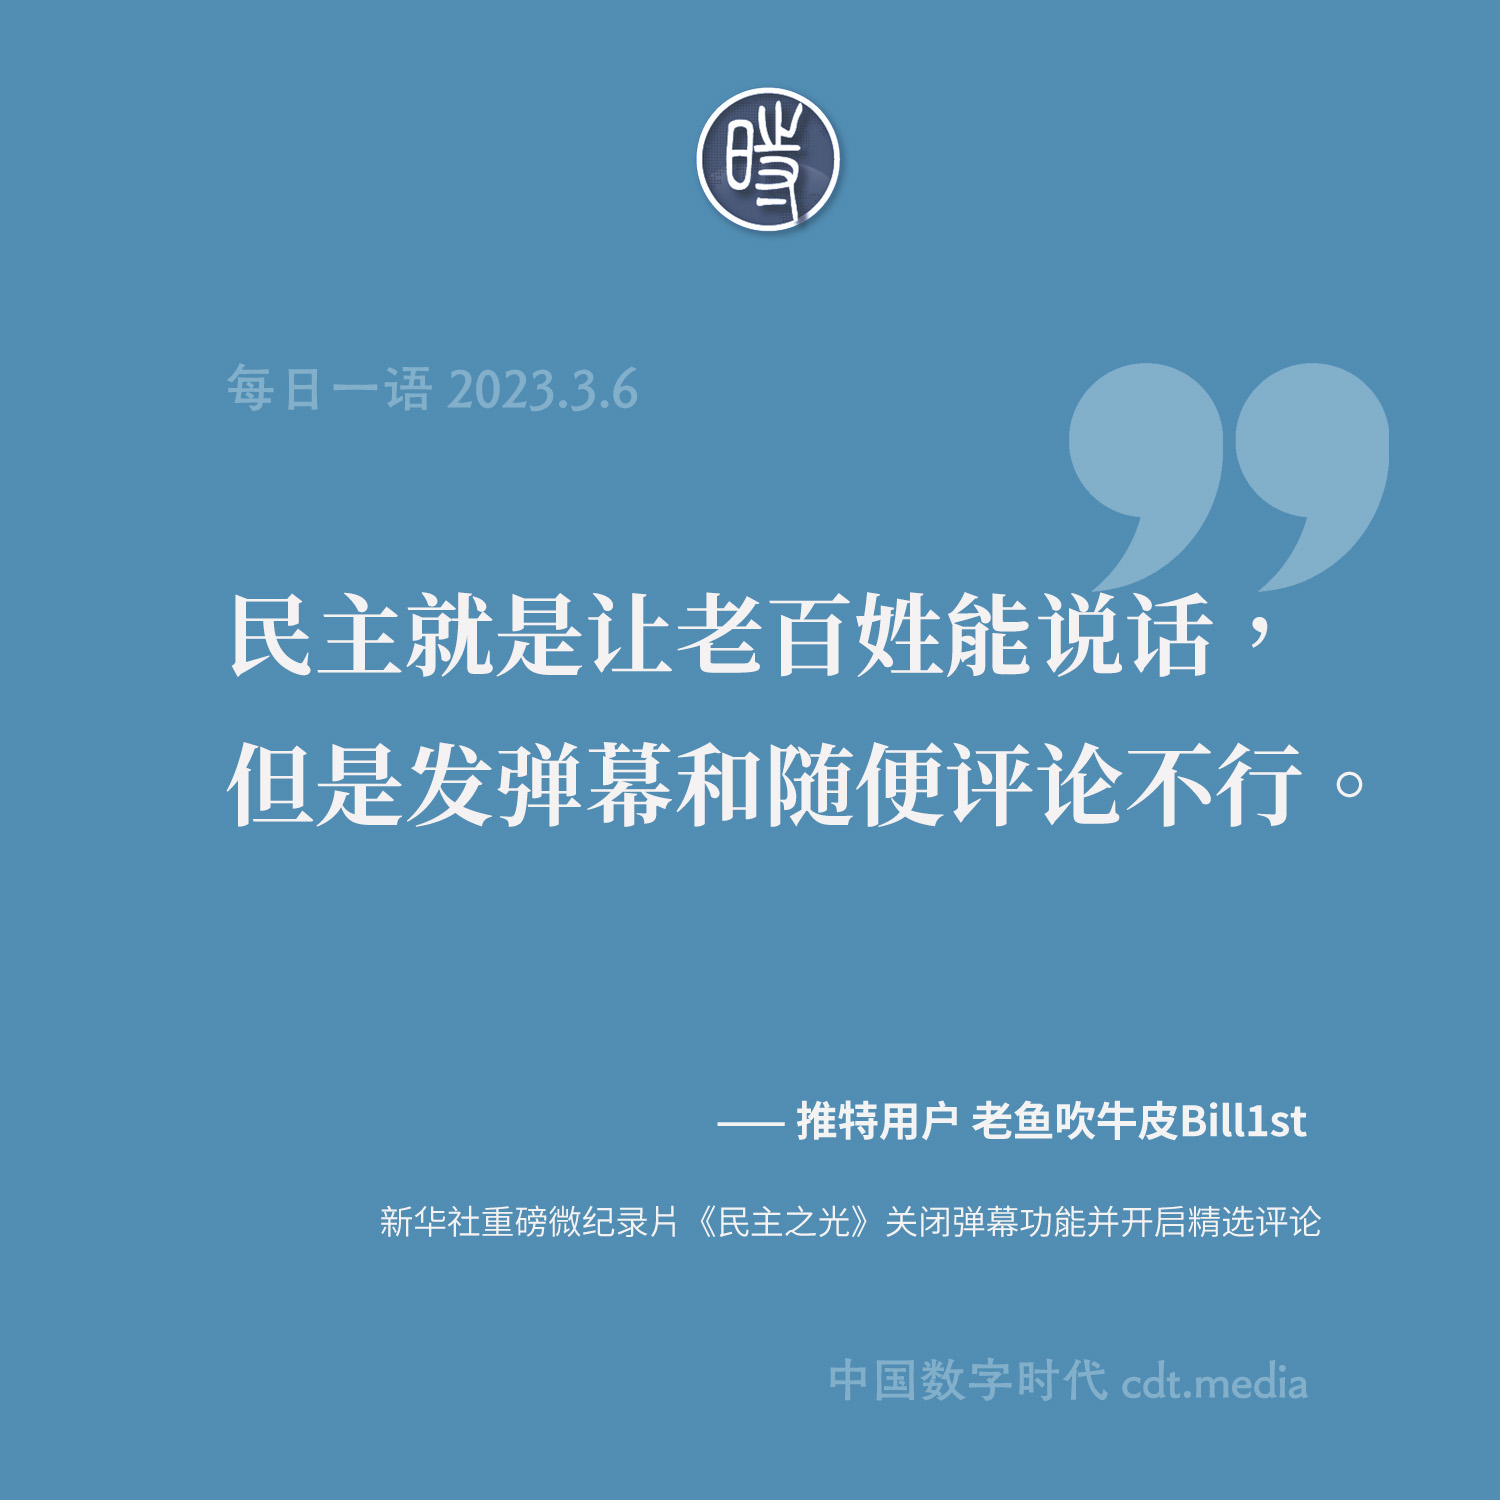 時
每日一语 2023.3.6
民主就是让老百姓能说话，
但是发弹幕和随便评论不行。
—— 推特用户 老鱼吹牛皮Bill1st
新华社重磅微纪录片《民主之光》关闭弹幕功能并开启精选评论
中国数字时代 cdt.media